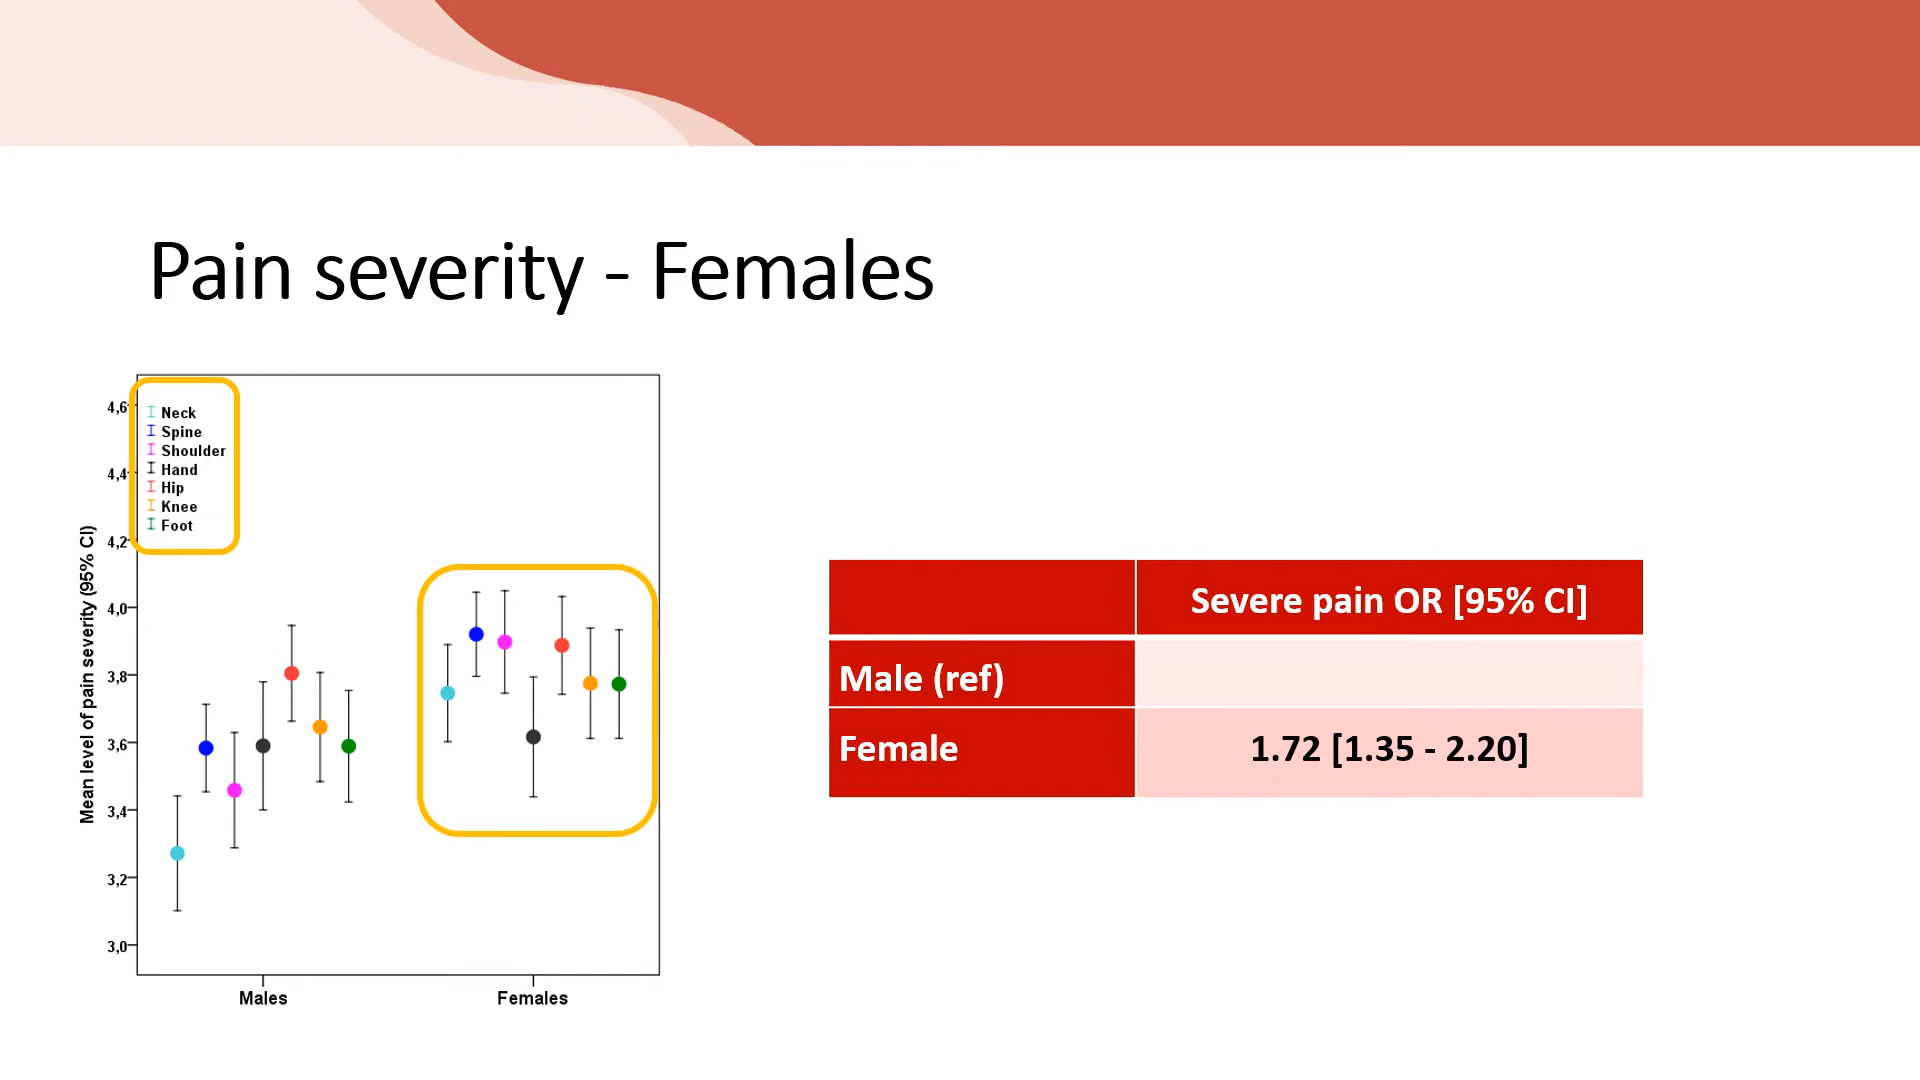 Pain severity - Females
4,6
4,4
4,2
4,0
3,8
3,6
3,4
3,2
3,0
Mean level of pain severity (95% CI)
Neck
Spine
Shoulder
Hand
Hip
Knee
Foot
Males
Females
Severe pain OR [95% CI]
Male (ref)
Female
1.72 [1.35 - 2.20]